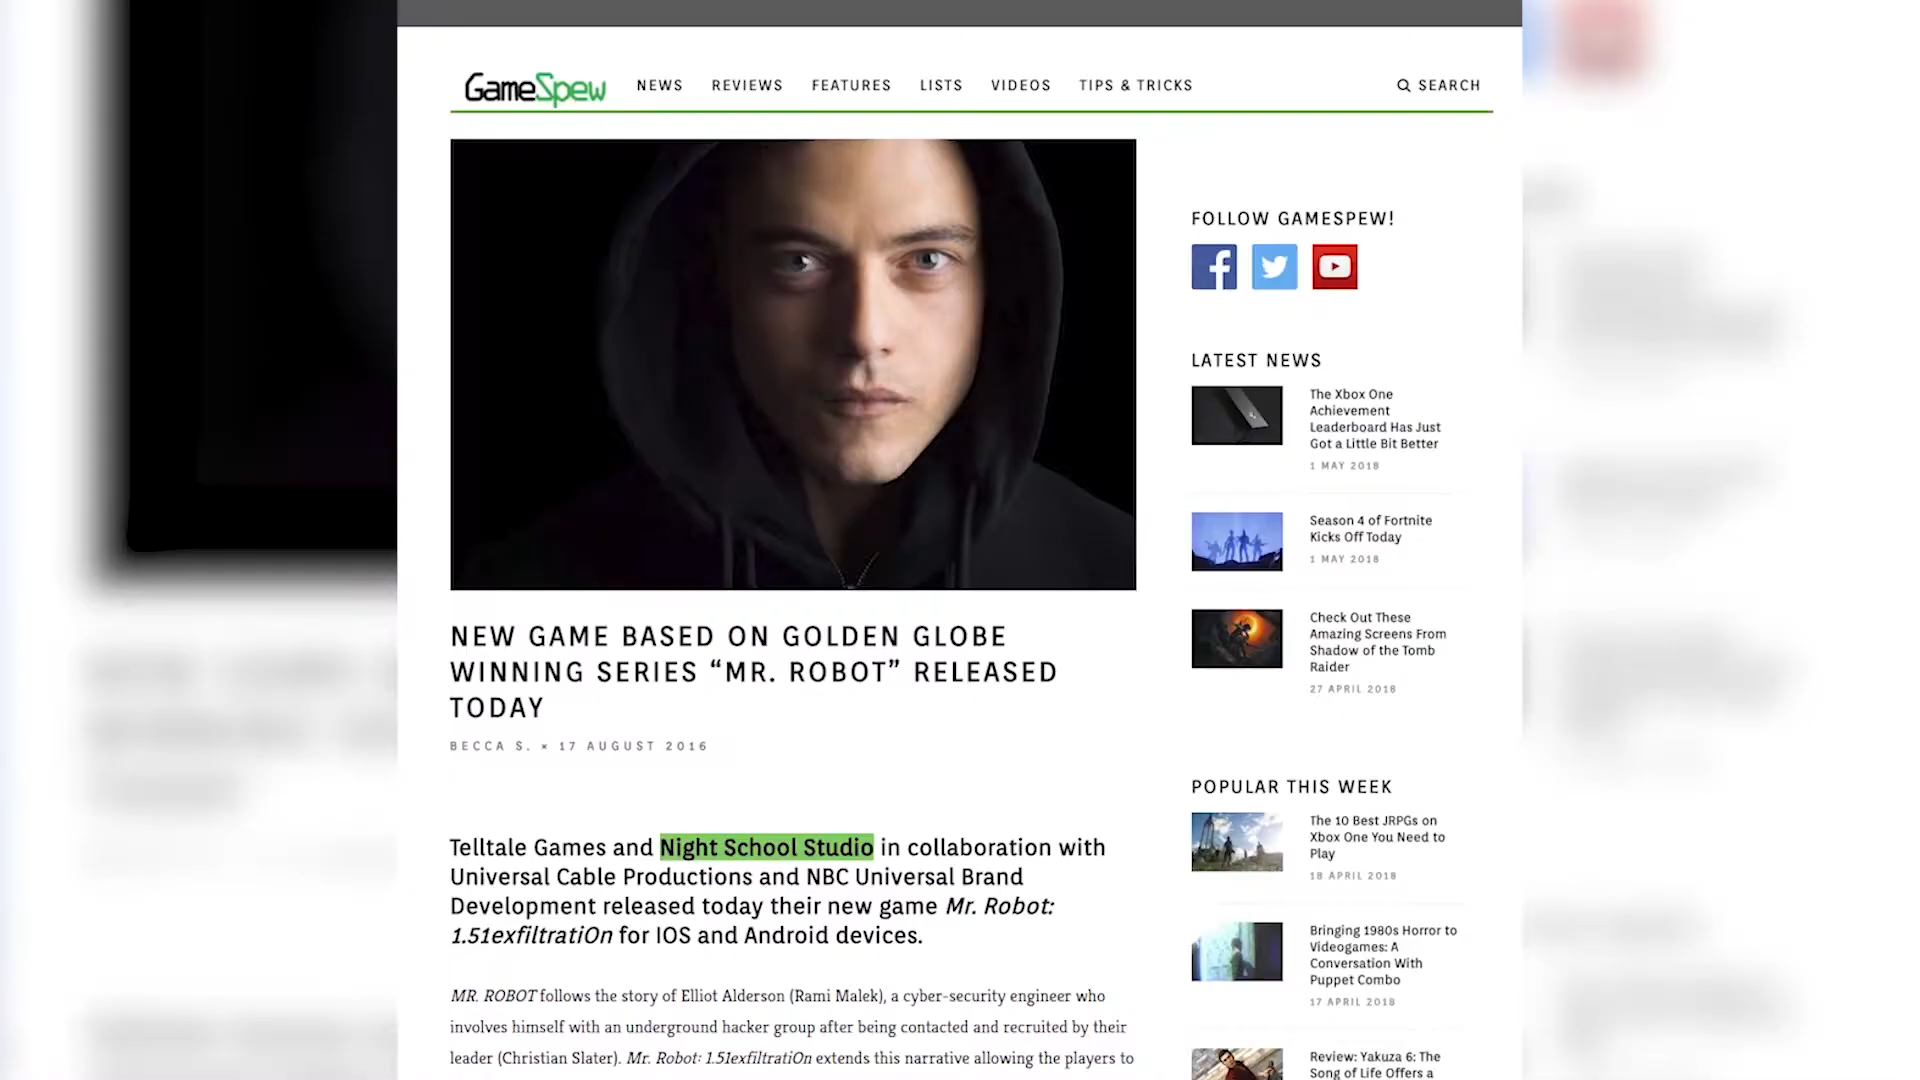 GameSpew
NEWS REVIEWS FEATURES LISTS VIDEOS TIPS & TRICKS SEARCH
NEW GAME BASED ON GOLDEN GLOBE
WINNING SERIES “MR. ROBOT” RELEASED
TODAY
BECCA S. × 17 AUGUST 2016
Telltale Games and Night School Studio in collaboration with
Universal Cable Productions and NBC Universal Brand
Development released today their new game Mr. Robot:
1.51exfiltratiOn for IOS and Android devices.
MR. ROBOT follows the story of Elliot Alderson (Rami Malek), a cyber-security engineer who
involves himself with an underground hacker group after being contacted and recruited by their
leader (Christian Slater). Mr. Robot: 1.51exfiltratiOn extends this narrative allowing the players to
FOLLOW GAMESPEW!
LATEST NEWS
The Xbox One
Achievement
Leaderboard Has Just
Got a Little Bit Better
1 MAY 2018
Season 4 of Fortnite
Kicks Off Today
1 MAY 2018
Check Out These
Amazing Screens From
Shadow of the Tomb
Raider
27 APRIL 2018
POPULAR THIS WEEK
The 10 Best JRPGs on
Xbox One You Need to
Play
18 APRIL 2018
Bringing 1980s Horror to
Videogames: A
Conversation With
Puppet Combo
17 APRIL 2018
Review: Yakuza 6: The
Song of Life Offers a